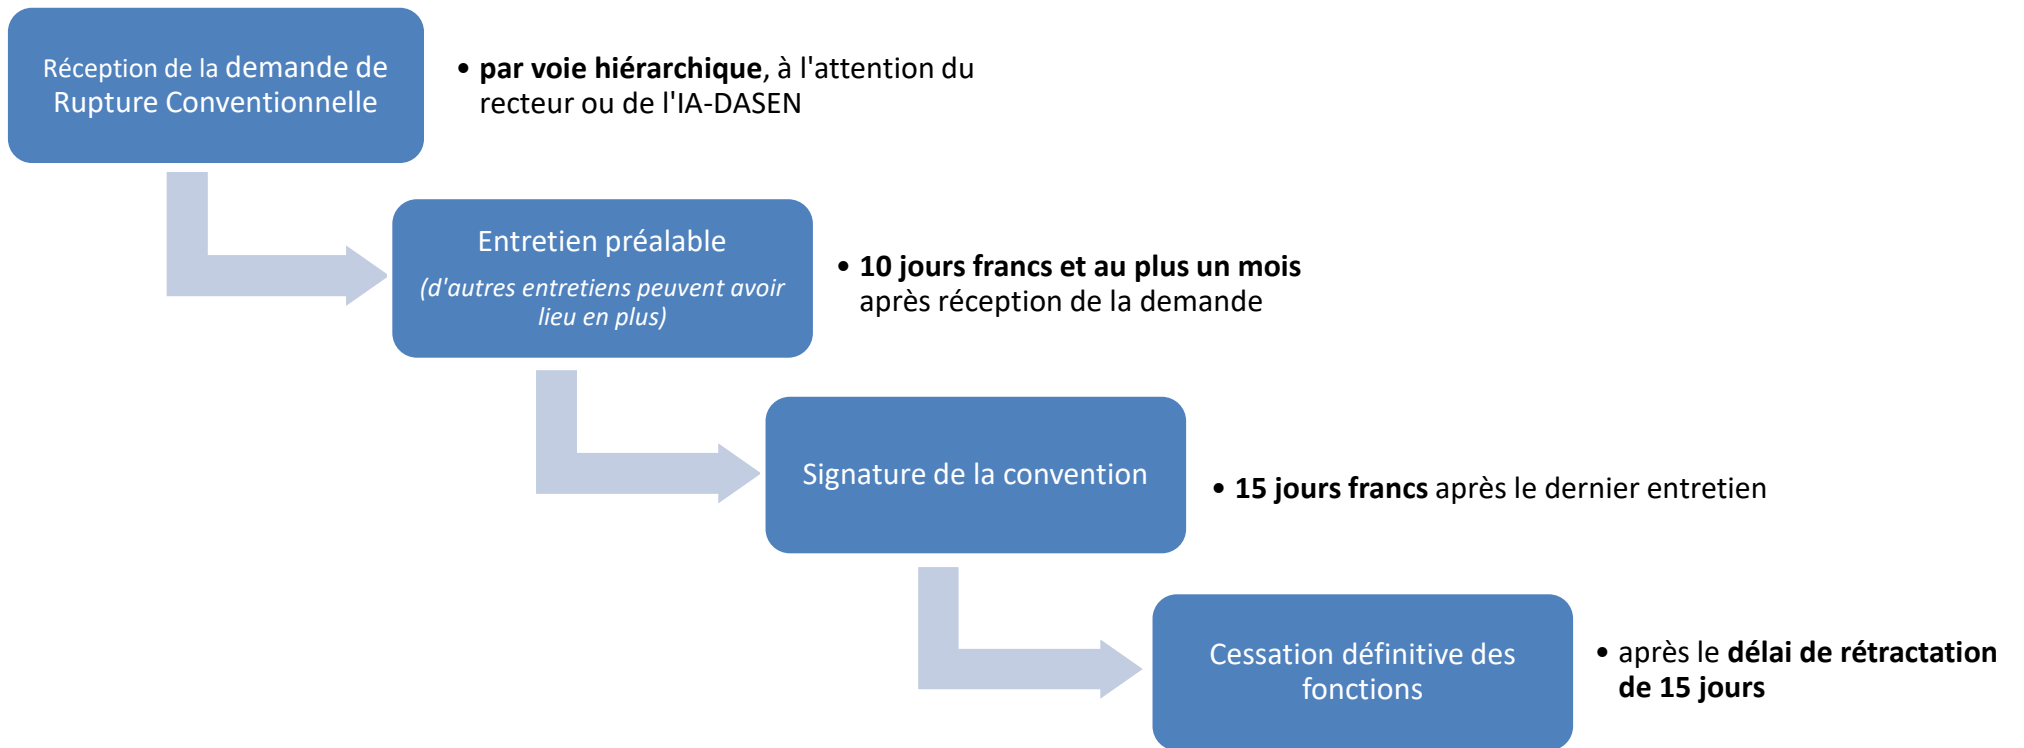 Réception de la demande de
Rupture Conventionnelle
• par voie hiérarchique, à l'attention du
recteur ou de l'IA-DASEN
Entretien préalable
(d'autres entretiens peuvent avoir
lieu en plus)
• 10 jours francs et au plus un mois
après réception de la demande
Signature de la convention
• 15 jours francs après le dernier entretien
Cessation définitive des
fonctions
• après le délai de rétractation
de 15 jours